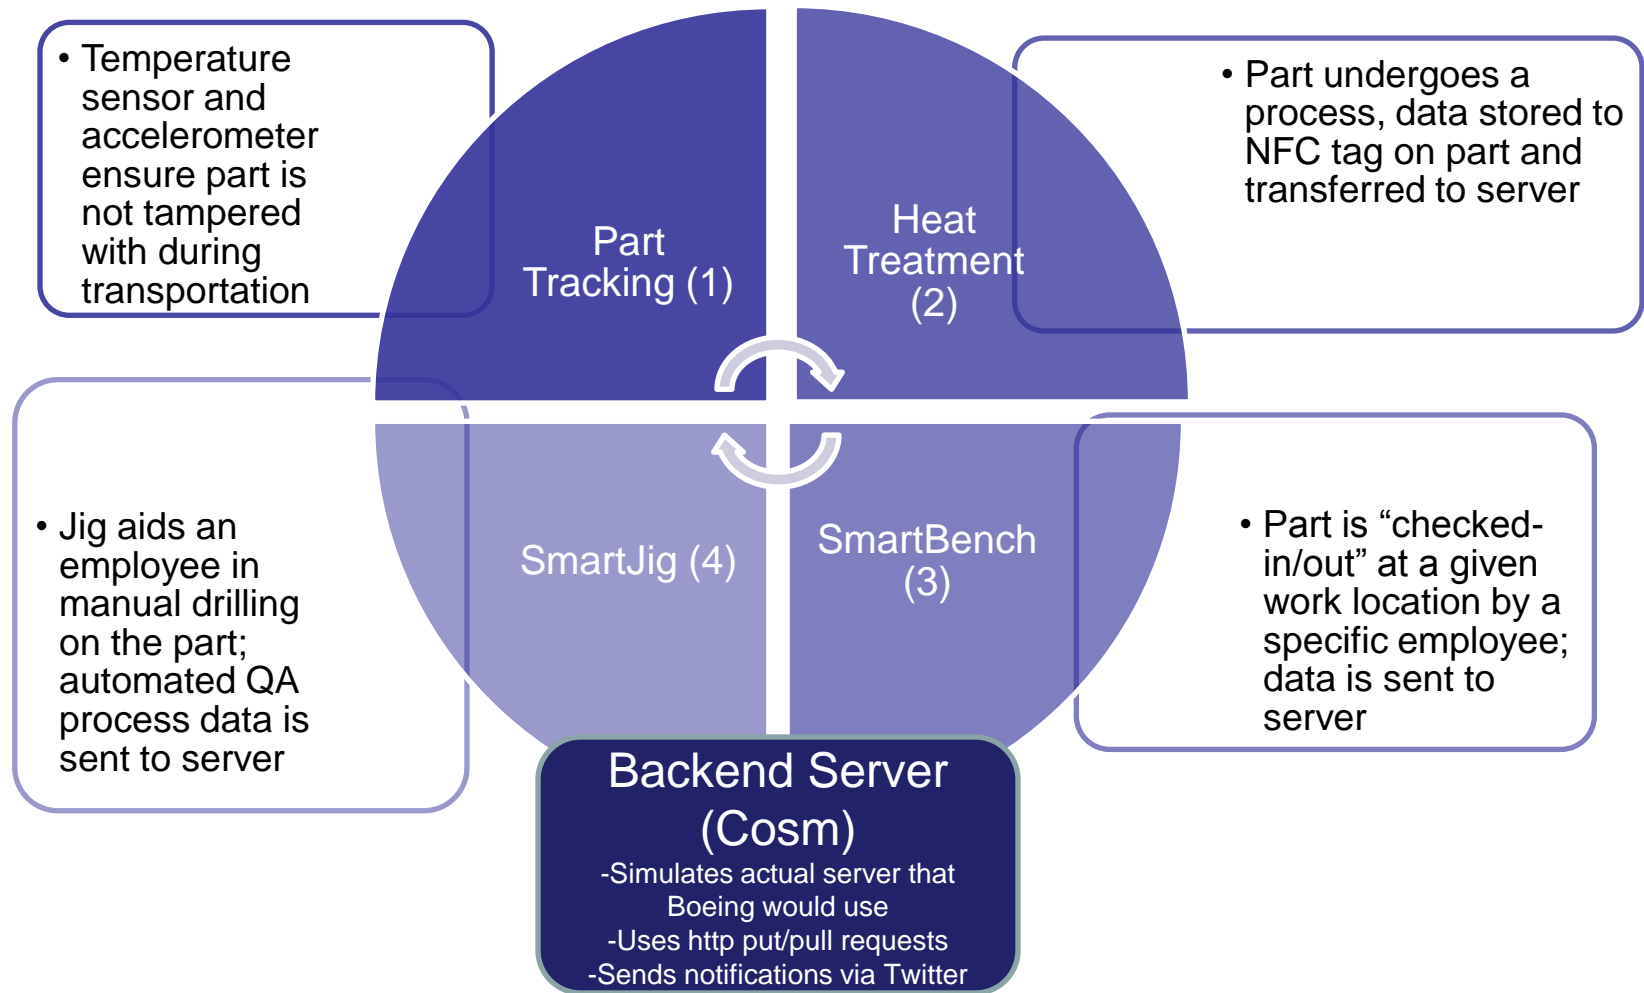 • Temperature
sensor and
accelerometer
ensure part is
not tampered
with during
transportation
• Part undergoes a
process, data stored to
NFC tag on part and
transferred to server
Part
Tracking (1)
Heat
Treatment
(2)
SmartJig (4)
SmartBench
(3)
• Jig aids an
employee in
manual drilling
on the part;
automated QA
process data is
sent to server
• Part is “checked-
in/out” at a given
work location by a
specific employee;
data is sent to
server
Backend Server
(Cosm)
-Simulates actual server that
Boeing would use
-Uses http put/pull requests
-Sends notifications via Twitter